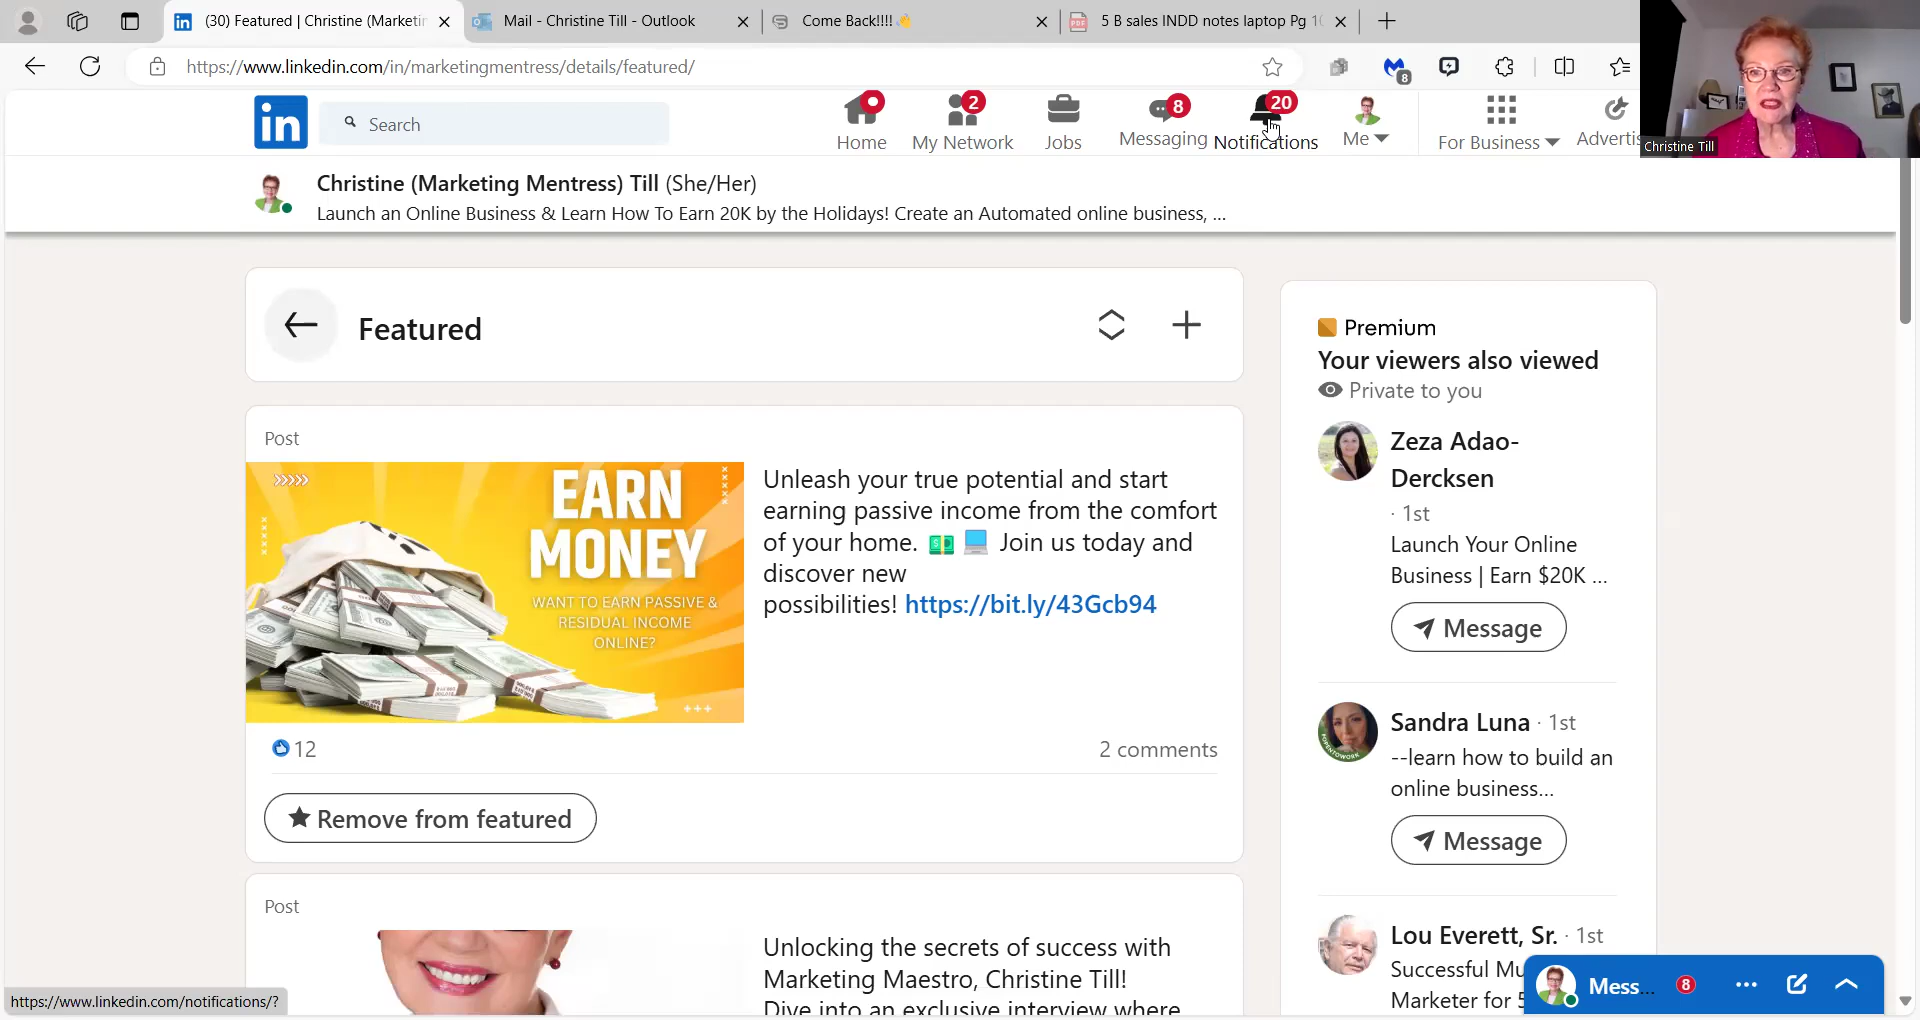 (30) Featured | Christine (Marketin
Mail - Christine Till - Outlook
Come Back!!!! 👋
5 B sales INDD notes laptop Pg 10
https://www.linkedin.com/in/marketingmentress/details/featured/
8
in
Search
Home
2
My Network
Jobs
8
Messaging
20
Notifications
Me
For Business
Advertis
Christine Till
Christine (Marketing Mentress) Till (She/Her)
Launch an Online Business & Learn How To Earn 20K by the Holidays! Create an Automated online business, ...
Featured
Post
EARN
MONEY
WANT TO EARN PASSIVE &
RESIDUAL INCOME
ONLINE?
Unleash your true potential and start
earning passive income from the comfort
of your home. 💵 💻 Join us today and
discover new
possibilities! https://bit.ly/43Gcb94
12
2 comments
Remove from featured
Post
Unlocking the secrets of success with
Marketing Maestro, Christine Till!
Dive into an exclusive interview where
Premium
Your viewers also viewed
Private to you
Zeza Adao-
Dercksen
· 1st
Launch Your Online
Business | Earn $20K ...
Message
Sandra Luna · 1st
#OPENTOWORK
--learn how to build an
online business...
Message
Lou Everett, Sr. · 1st
Successful Mu
Marketer for 5
Mess...
8
https://www.linkedin.com/notifications/?